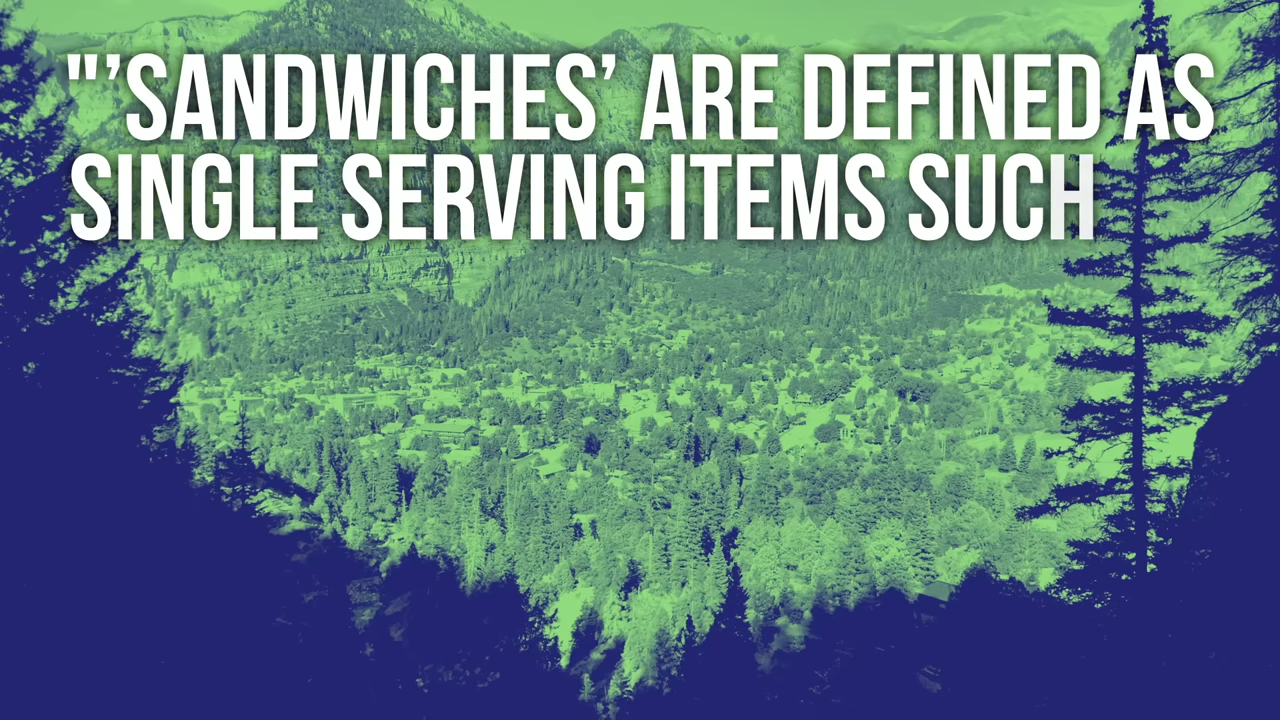 "’SANDWICHES’ ARE DEFINED AS
SINGLE SERVING ITEMS SUCH